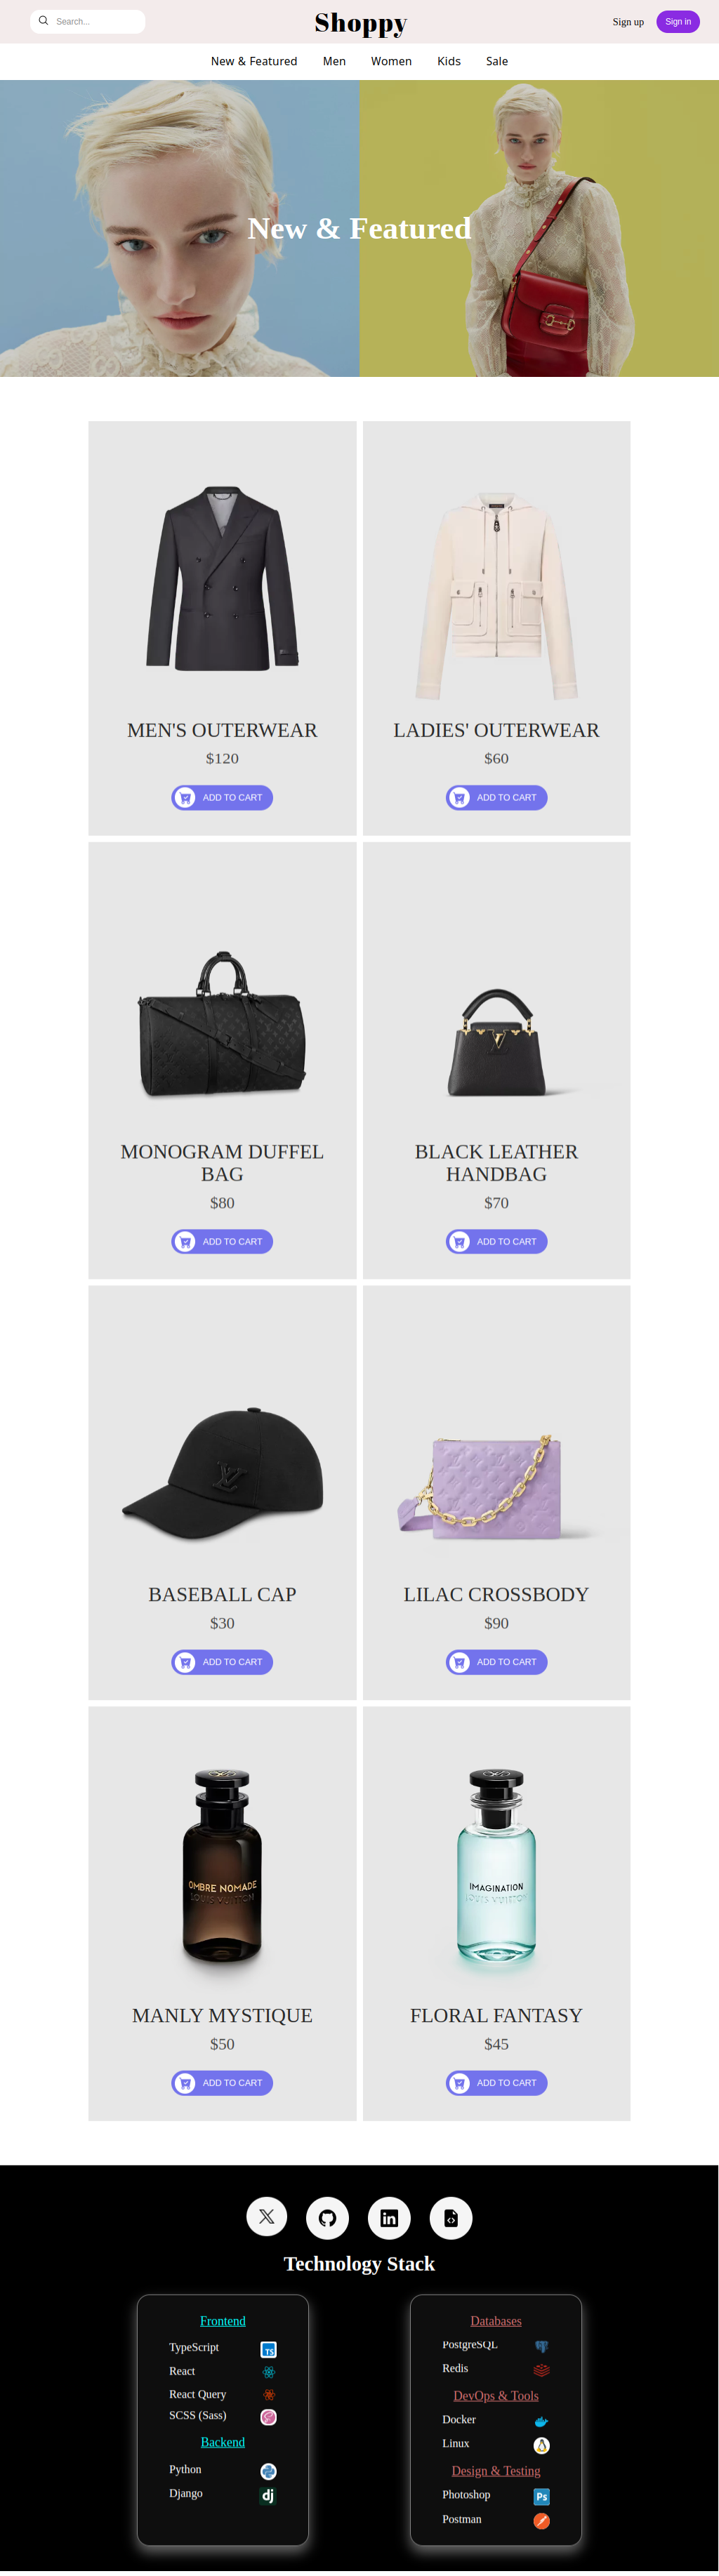 Search...
Shoppy
Sign up
Sign in
New & Featured
Men
Women
Kids
Sale
New & Featured
MEN'S OUTERWEAR
$120
ADD TO CART
LADIES' OUTERWEAR
$60
ADD TO CART
MONOGRAM DUFFEL
BAG
$80
ADD TO CART
BLACK LEATHER
HANDBAG
$70
ADD TO CART
BASEBALL CAP
$30
ADD TO CART
LILAC CROSSBODY
$90
ADD TO CART
OMBRE NOMADE
LOUIS VUITTON
MANLY MYSTIQUE
$50
ADD TO CART
IMAGINATION
LOUIS VUITTON
FLORAL FANTASY
$45
ADD TO CART
Technology Stack
Frontend
TypeScript
TS
React
React Query
SCSS (Sass)
Backend
Python
Django
dj
Databases
PostgreSQL
Redis
DevOps & Tools
Docker
Linux
Design & Testing
Photoshop
Ps
Postman